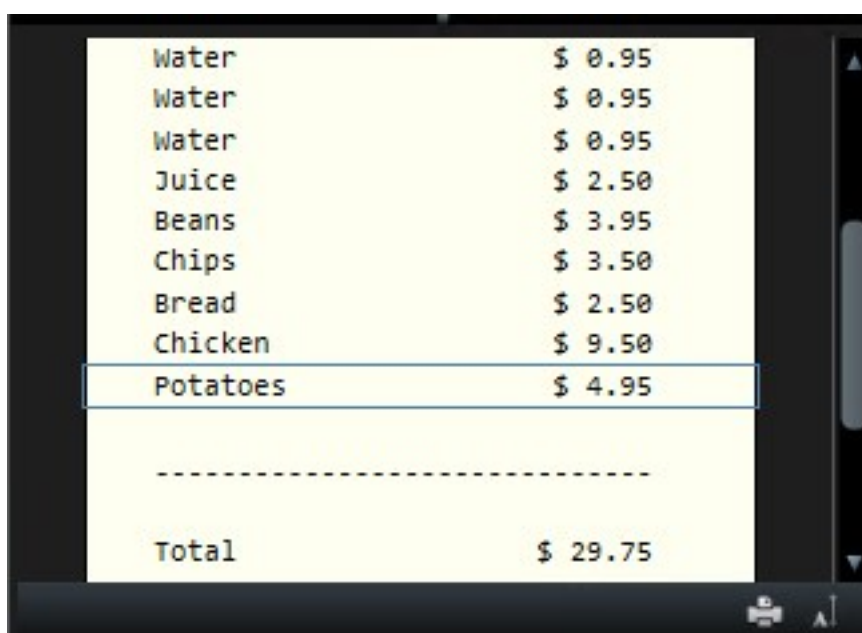 Water $ 0.95
Water $ 0.95
Water $ 0.95
Juice $ 2.50
Beans $ 3.95
Chips $ 3.50
Bread $ 2.50
Chicken $ 9.50
Potatoes $ 4.95
-------------------------------
Total $ 29.75
A